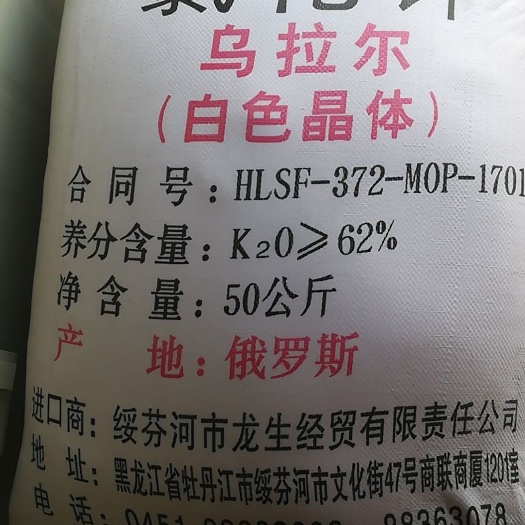 乌拉尔
(白色晶体)
合同号:HLSF-372-MOP-1701
养分含量:K₂O≥62%
净含量:50公斤
产地:俄罗斯
进口商:绥芬河市龙生经贸有限责任公司
地址:黑龙江省牡丹江市绥芬河市文化街47号商联商厦1201室
电话:0451 98363078